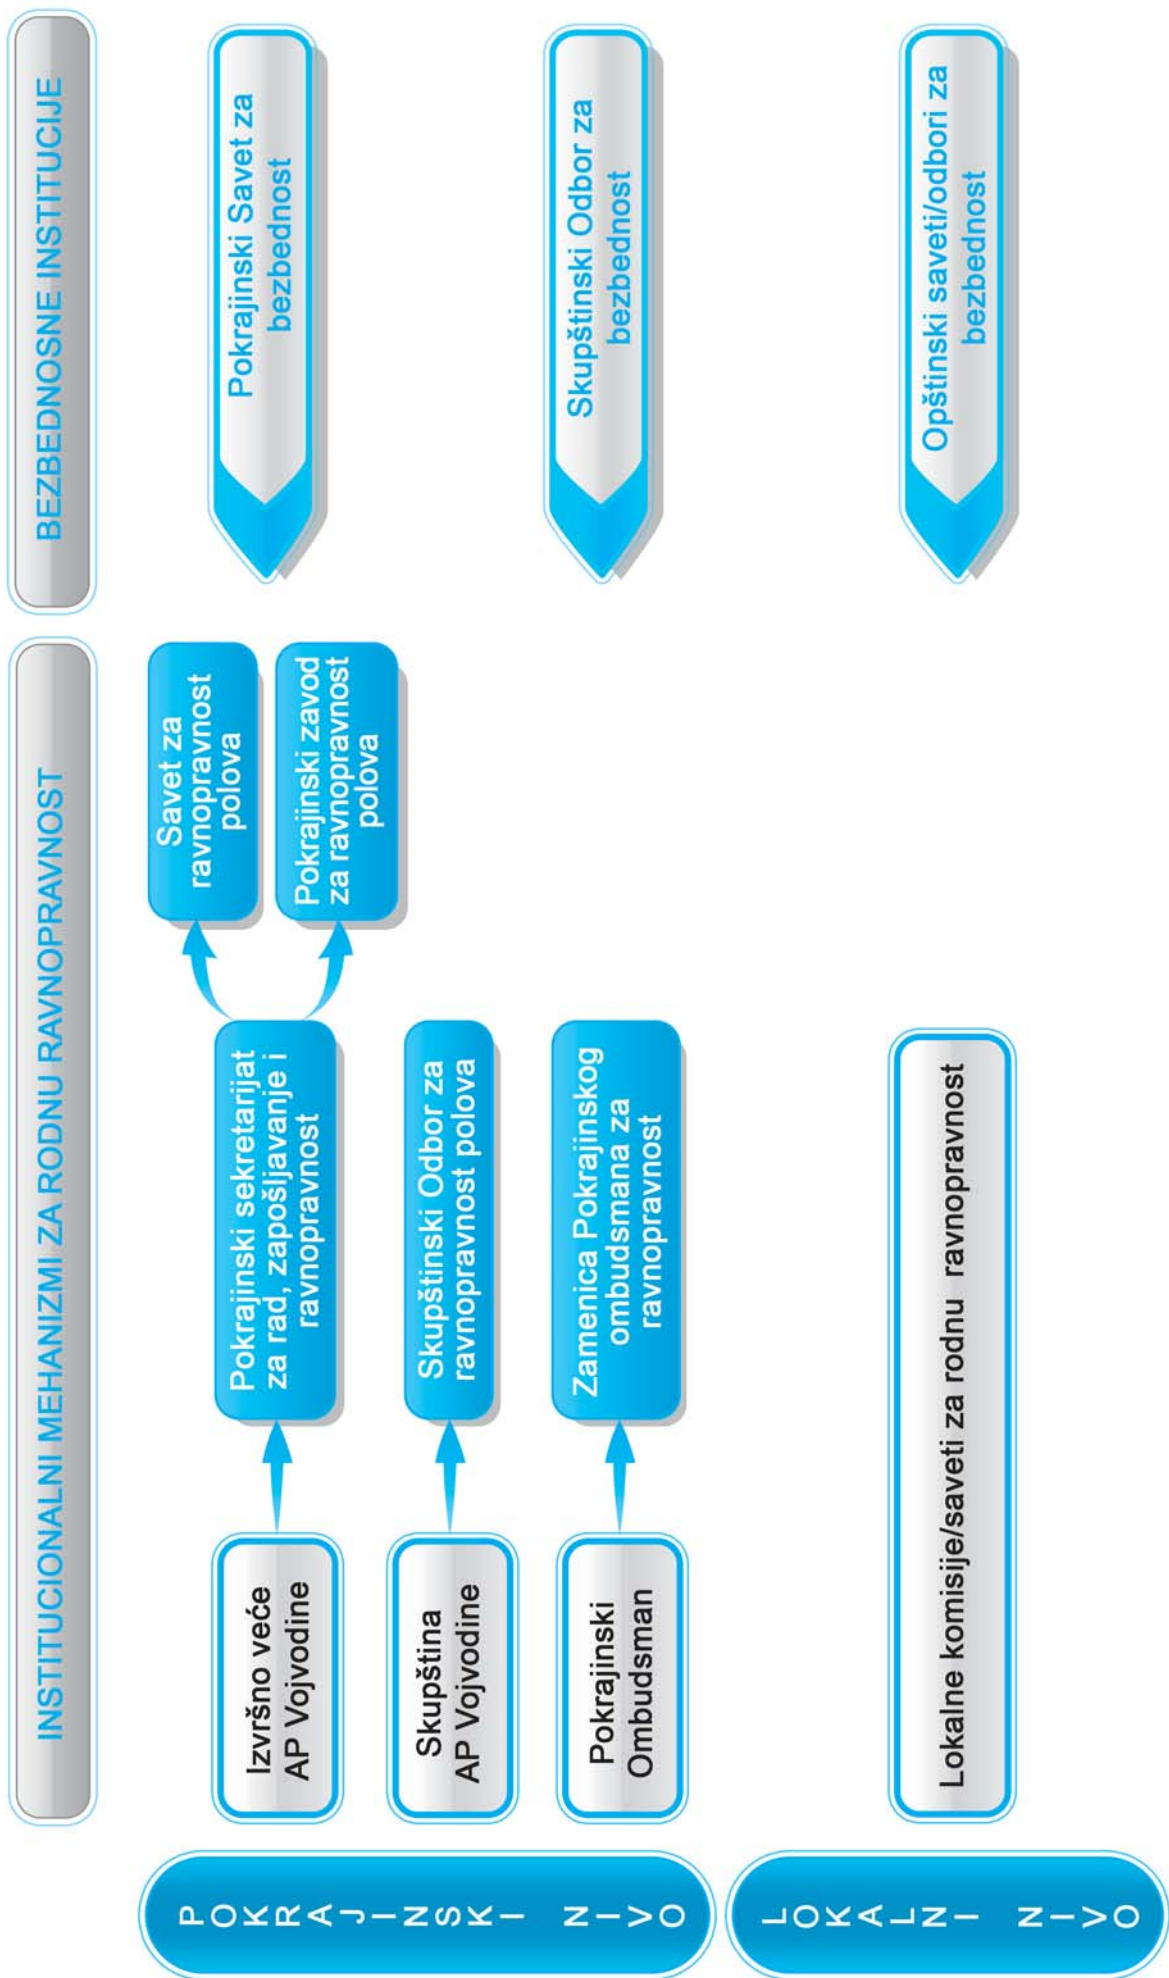 INSTITUCIONALNI MEHANIZMI ZA RODNU RAVNOPRAVNOST
BEZBEDNOSNE INSTITUCIJE
POKRAJINSKI NIVO
Izvršno veće
AP Vojvodine
Pokrajinski sekretarijat
za rad, zapošljavanje i
ravnopravnost
Savet za
ravnopravnost
polova
Pokrajinski zavod
za ravnopravnost
polova
Pokrajinski Savet za
bezbednost
Skupština
AP Vojvodine
Skupštinski Odbor za
ravnopravnost polova
Pokrajinski
Ombudsman
Zamenica Pokrajinskog
ombudsmana za
ravnopravnost
Skupštinski Odbor za
bezbednost
LOKALNI NIVO
Lokalne komisije/saveti za rodnu ravnopravnost
Opštinski saveti/odbori za
bezbednost